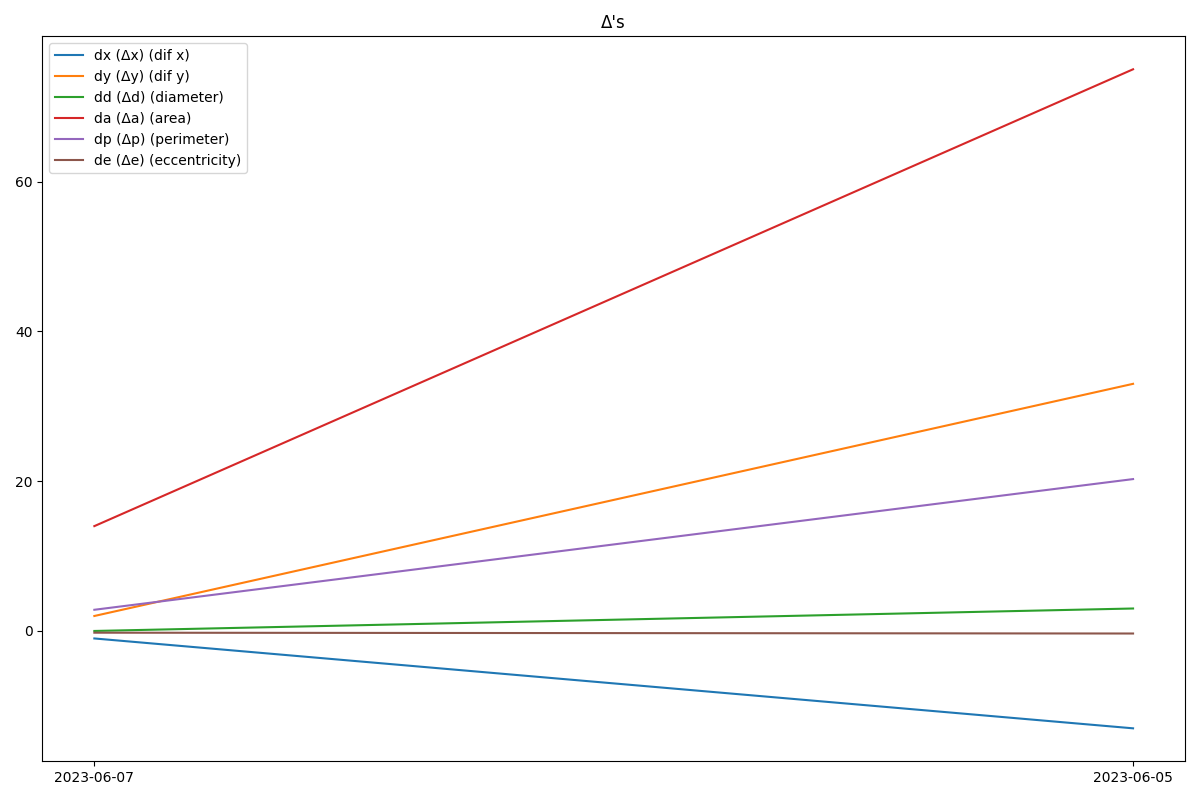 Δ's
dx (Δx) (dif x)
dy (Δy) (dif y)
dd (Δd) (diameter)
da (Δa) (area)
dp (Δp) (perimeter)
de (Δe) (eccentricity)
60
40
20
0
2023-06-07
2023-06-05